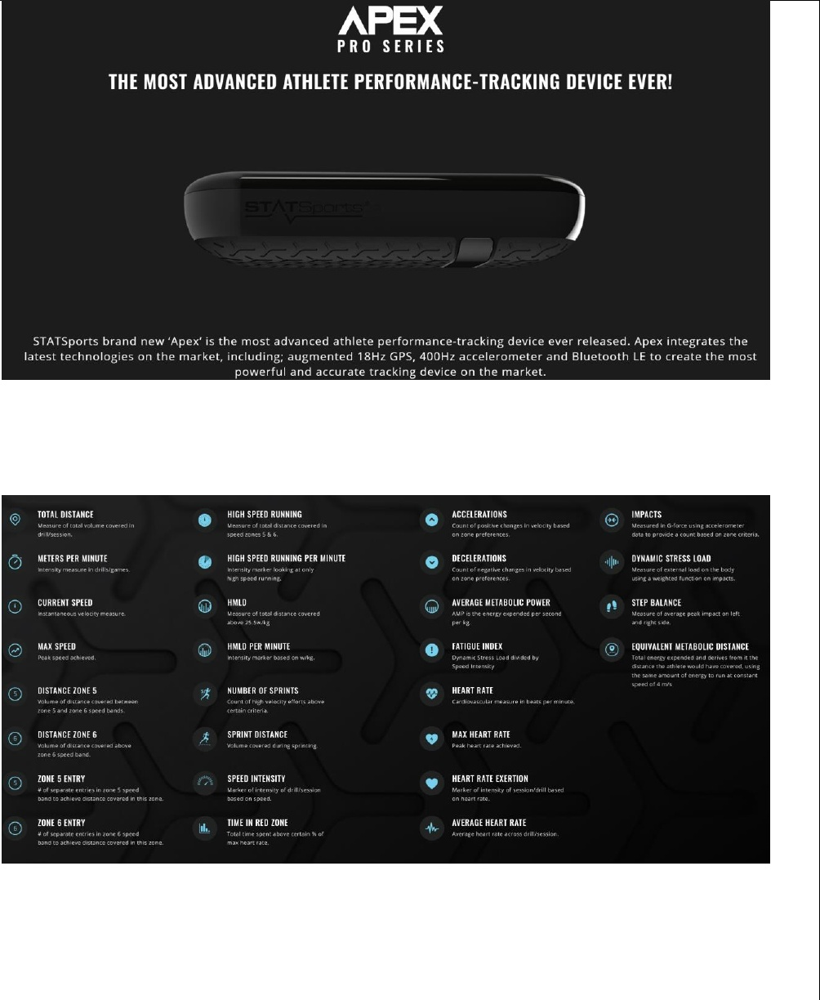 APEX
PRO SERIES
THE MOST ADVANCED ATHLETE PERFORMANCE-TRACKING DEVICE EVER!
STATSports
STATSports brand new ‘Apex’ is the most advanced athlete performance-tracking device ever released. Apex integrates the
latest technologies on the market, including; augmented 18Hz GPS, 400Hz accelerometer and Bluetooth LE to create the most
powerful and accurate tracking device on the market.
TOTAL DISTANCE
Measure of total volume covered in
drill/session.
METERS PER MINUTE
Intensity measure in drills/games.
CURRENT SPEED
Instantaneous velocity measure.
MAX SPEED
Peak speed achieved.
5
DISTANCE ZONE 5
Volume of distance covered between
zone 5 and zone 6 speed bands.
6
DISTANCE ZONE 6
Volume of distance covered above
zone 6 speed band.
5
ZONE 5 ENTRY
# of separate entries in zone 5 speed
band to achieve distance covered in this zone.
6
ZONE 6 ENTRY
# of separate entries in zone 6 speed
band to achieve distance covered in this zone.
HIGH SPEED RUNNING
Measure of total distance covered in
speed zones 5 & 6.
HIGH SPEED RUNNING PER MINUTE
Intensity marker looking at only
high speed running.
HMLD
Measure of total distance covered
above 25.5w/kg
HMLD PER MINUTE
Intensity marker based on w/kg.
NUMBER OF SPRINTS
Count of high velocity efforts above
certain criteria.
SPRINT DISTANCE
Volume covered during sprinting.
SPEED INTENSITY
Marker of intensity of drill/session
based on speed.
TIME IN RED ZONE
Total time spent above certain % of
max heart rate.
ACCELERATIONS
Count of positive changes in velocity based
on zone preferences.
DECELERATIONS
Count of negative changes in velocity based
on zone preferences.
AVERAGE METABOLIC POWER
AMP is the energy expended per second
per kg.
FATIGUE INDEX
Dynamic Stress Load divided by
Speed Intensity
HEART RATE
Cardiovascular measure in beats per minute.
MAX HEART RATE
Peak heart rate achieved.
HEART RATE EXERTION
Marker of intensity of session/drill based
on heart rate.
AVERAGE HEART RATE
Average heart rate across drill/session.
IMPACTS
Measured in G-force using accelerometer
data to provide a count based on zone criteria.
DYNAMIC STRESS LOAD
Measure of external load on the body
using a weighted function on impacts.
STEP BALANCE
Measure of average peak impact on left
and right side.
EQUIVALENT METABOLIC DISTANCE
Total energy expended and derives from it the
distance the athlete would have covered, using
the same amount of energy to run at constant
speed of 4 m/s